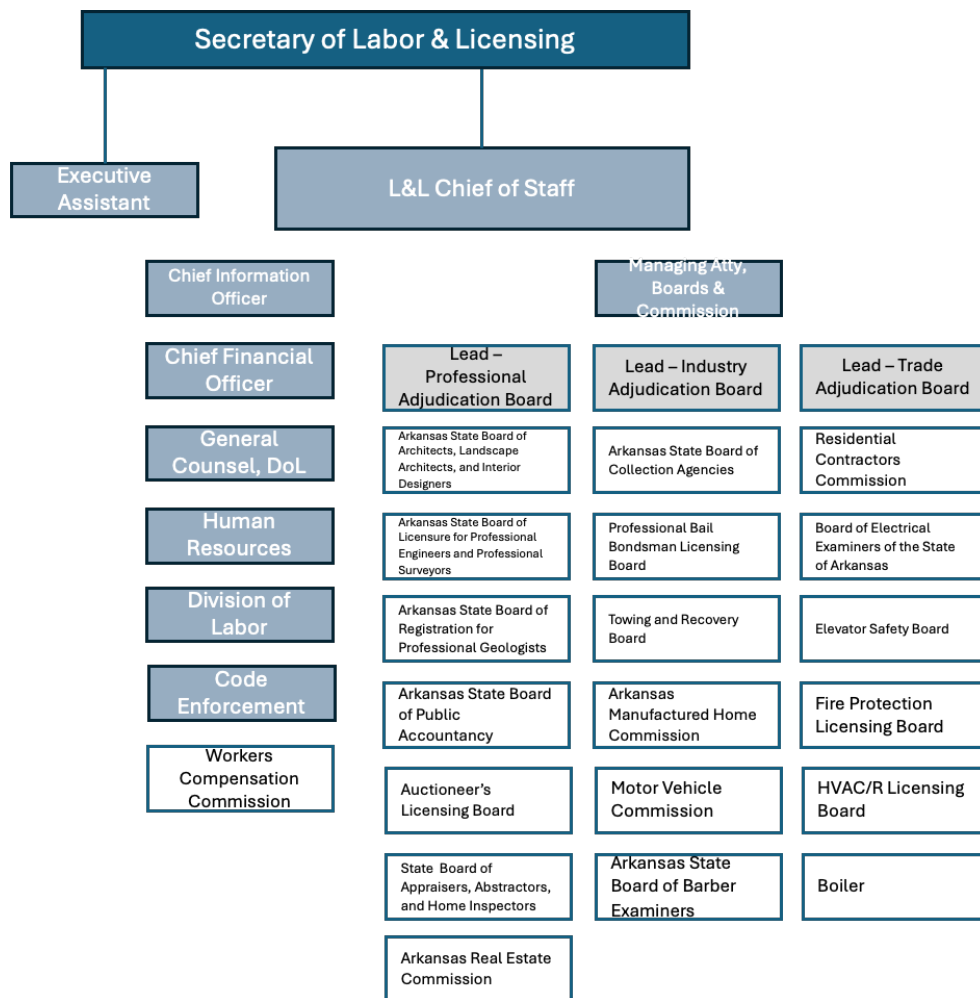 Secretary of Labor & Licensing
Executive
Assistant
L&L Chief of Staff
Chief Information
Officer
Managing Atty,
Boards &
Commission
Chief Financial
Officer
Lead –
Professional
Adjudication Board
Lead – Industry
Adjudication Board
Lead – Trade
Adjudication Board
General
Counsel, DoL
Arkansas State Board of
Architects, Landscape
Architects, and Interior
Designers
Arkansas State Board of
Collection Agencies
Residential
Contractors
Commission
Human
Resources
Arkansas State Board of
Licensure for Professional
Engineers and Professional
Surveyors
Professional Bail
Bondsman Licensing
Board
Board of Electrical
Examiners of the State
of Arkansas
Division of
Labor
Arkansas State Board of
Registration for
Professional Geologists
Towing and Recovery
Board
Elevator Safety Board
Code
Enforcement
Arkansas State Board
of Public
Accountancy
Arkansas
Manufactured Home
Commission
Fire Protection
Licensing Board
Workers
Compensation
Commission
Auctioneer's
Licensing Board
Motor Vehicle
Commission
HVAC/R Licensing
Board
State Board of
Appraisers, Abstractors,
and Home Inspectors
Arkansas State
Board of Barber
Examiners
Boiler
Arkansas Real Estate
Commission